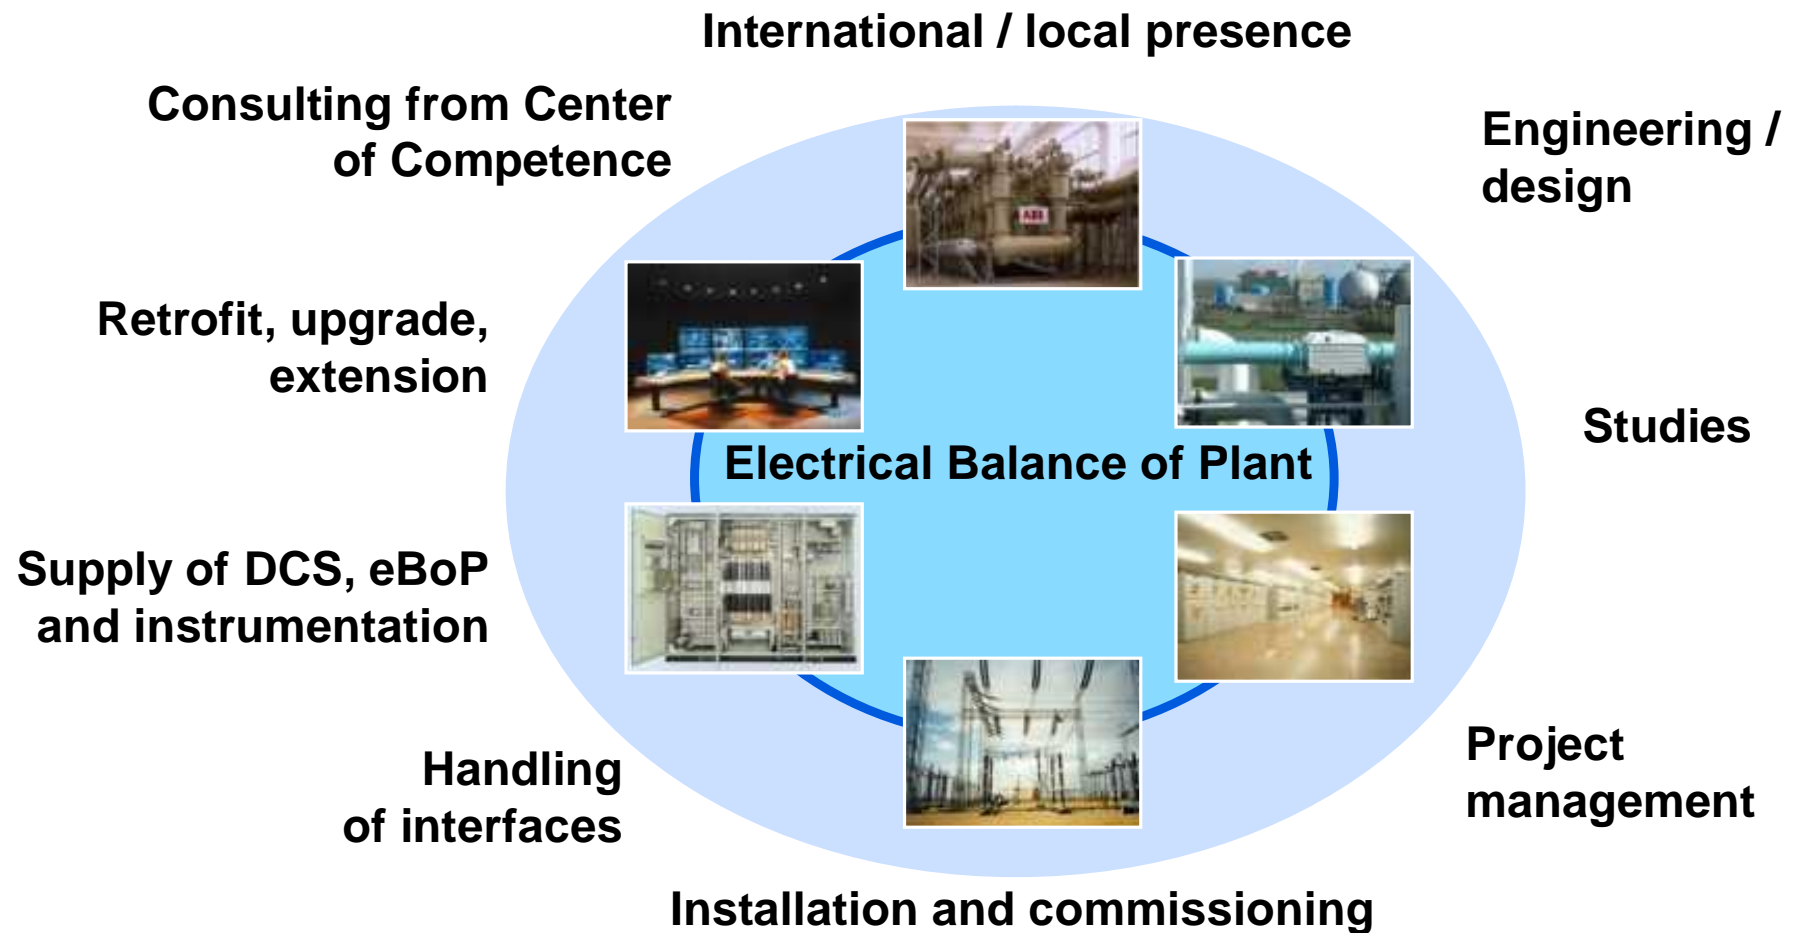 International / local presence
Consulting from Center
of Competence
Engineering /
design
ABB
Retrofit, upgrade,
extension
Studies
Electrical Balance of Plant
Supply of DCS, eBoP
and instrumentation
Project
management
Handling
of interfaces
Installation and commissioning